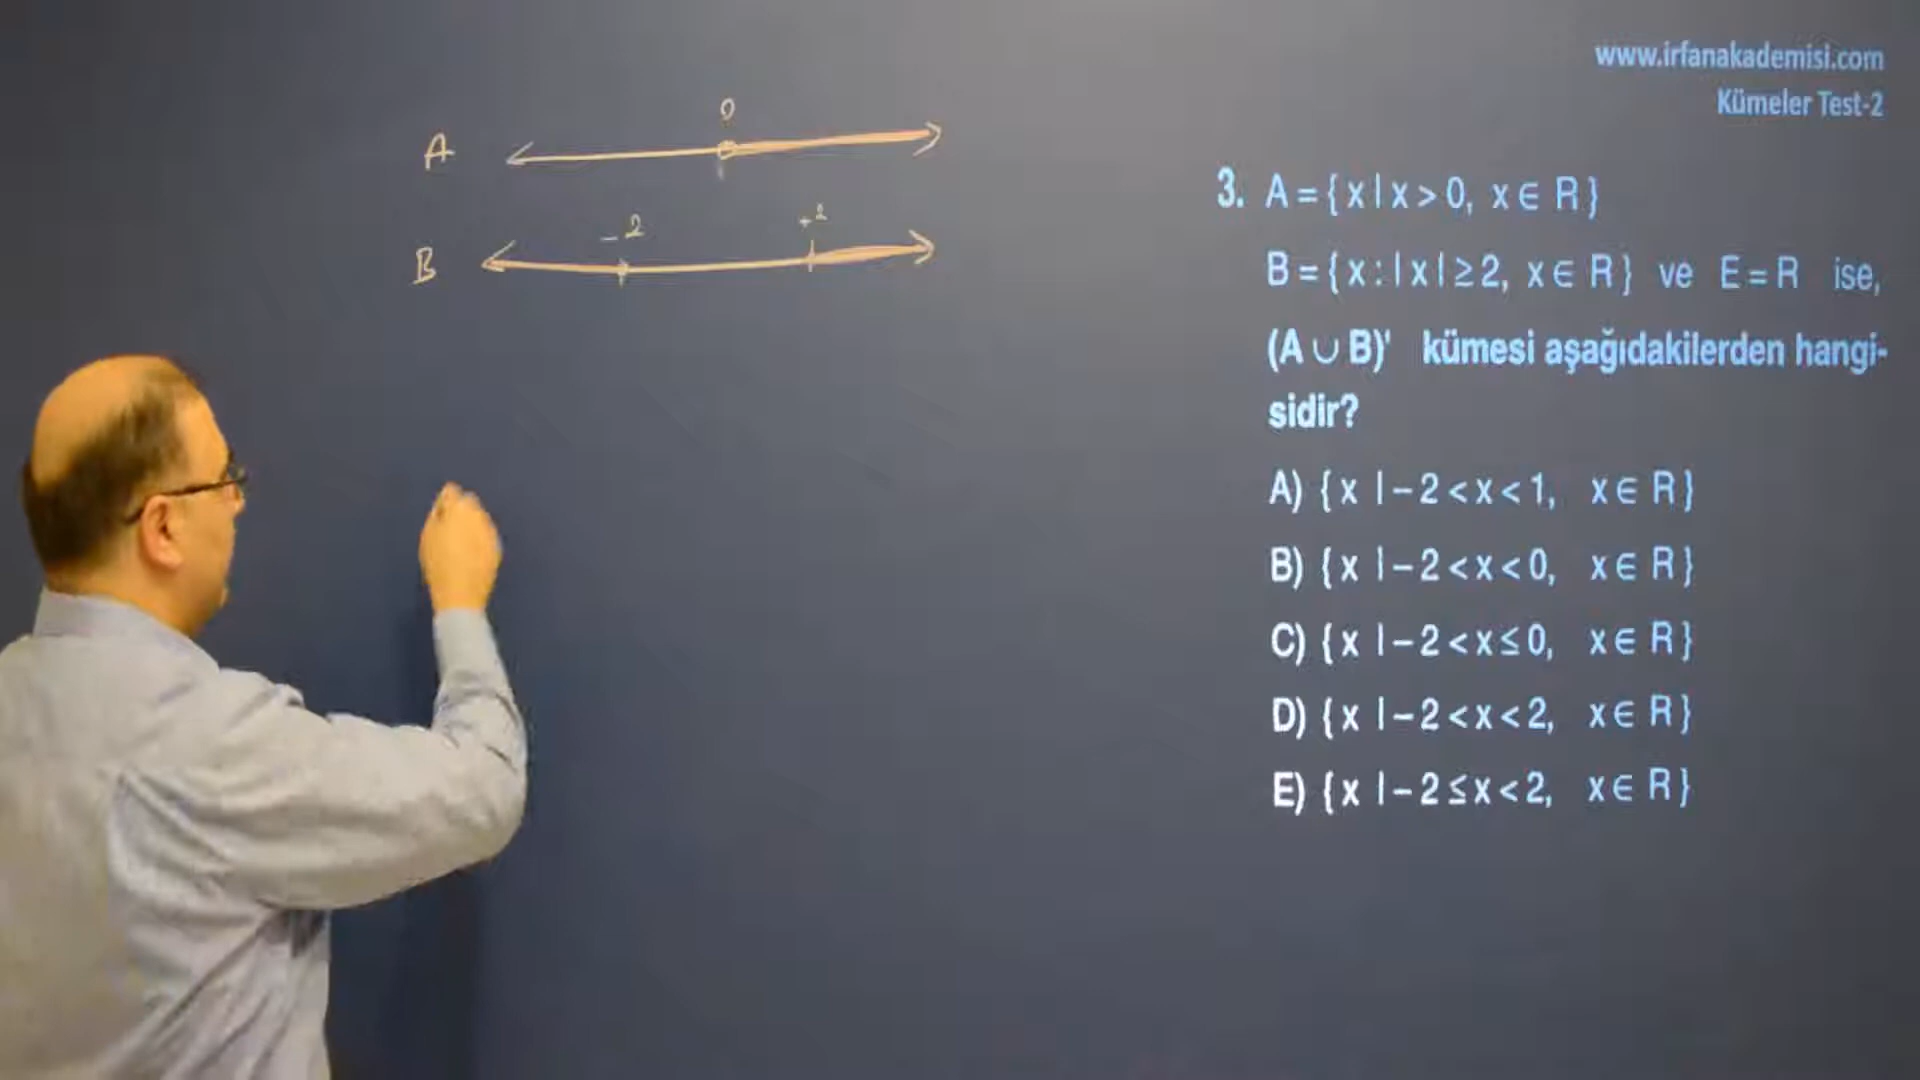 www.irfanakademisi.com
Kümeler Test-2
0
A
-2
+2
B
3. A = { x | x > 0, x ∈ R }
B = { x : | x | ≥ 2, x ∈ R } ve E = R ise,
(A ∪ B)' kümesi aşağıdakilerden hangi-
sidir?
A) { x | – 2 < x < 1, x ∈ R }
B) { x | – 2 < x < 0, x ∈ R }
C) { x | – 2 < x ≤ 0, x ∈ R }
D) { x | – 2 < x < 2, x ∈ R }
E) { x | – 2 ≤ x < 2, x ∈ R }